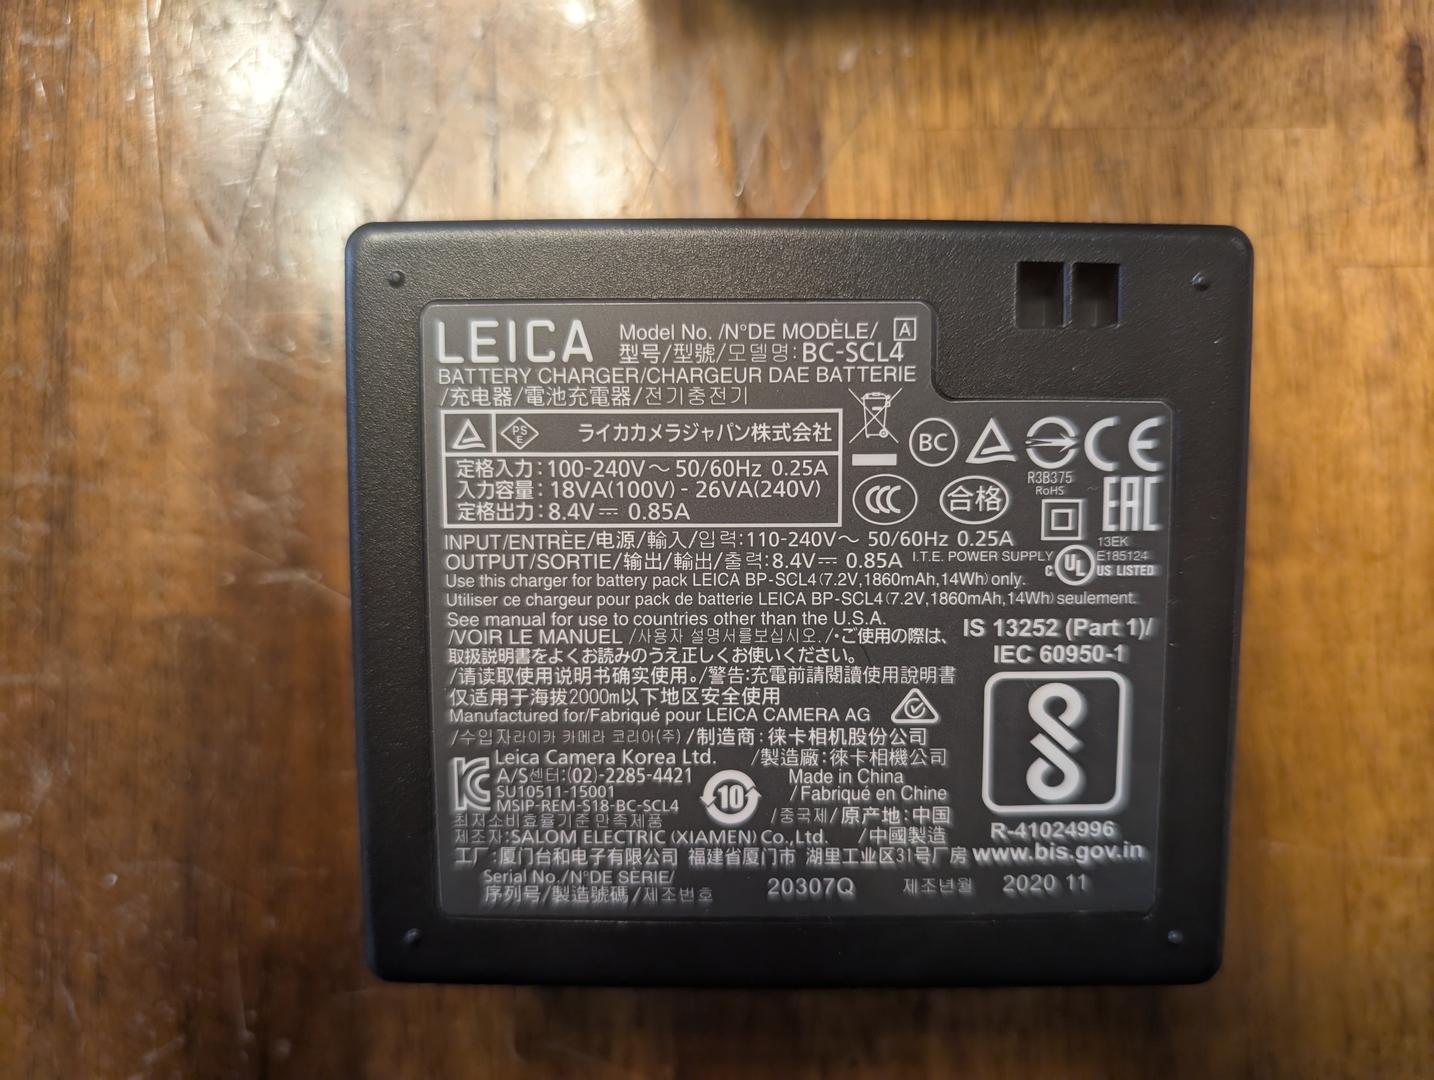 LEICA Model No. /N°DE MODÈLE/ A
型号/型號/모델명: BC-SCL4
BATTERY CHARGER/CHARGEUR DAE BATTERIE
/充电器/電池充電器/전기충전기
PS E ライカカメラジャパン株式会社
定格入力: 100-240V～ 50/60Hz 0.25A
入力容量: 18VA(100V) - 26VA(240V)
定格出力: 8.4V⎓ 0.85A
BC CE
R3B375
RoHS
CCC 合格 EAC
INPUT/ENTRÈE/电源/輸入/입력:110-240V～ 50/60Hz 0.25A
13EK
OUTPUT/SORTIE/输出/輸出/출력:8.4V⎓ 0.85A I.T.E. POWER SUPPLY
C UL US LISTED E185124
Use this charger for battery pack LEICA BP-SCL4(7.2V,1860mAh,14Wh)only.
Utiliser ce chargeur pour pack de batterie LEICA BP-SCL4(7.2V,1860mAh,14Wh)seulement.
See manual for use to countries other than the U.S.A.
/VOIR LE MANUEL /사용자 설명서를보십시오./・ご使用の際は、
取扱説明書をよくお読みのうえ正しくお使いください。
/请读取使用说明书确实使用。/警告:充電前請閱讀使用說明書
仅适用于海拔2000m以下地区安全使用
Manufactured for/Fabriqué pour LEICA CAMERA AG
IS 13252 (Part 1)/
IEC 60950-1
/수입자라이카 카메라 코리아(주) /制造商：徕卡相机股份公司
Leica Camera Korea Ltd. /製造廠：徠卡相機公司
A/S센터:(02)-2285-4421
SU10511-15001
MSIP-REM-S18-BC-SCL4
10
Made in China
/Fabriqué en Chine
최저소비효율기준만족제품 /중국제/原产地：中国
제조자:SALOM ELECTRIC (XIAMEN) Co.,Ltd. /中國製造
工厂:厦门台和电子有限公司 福建省厦门市 湖里工业区31号厂房
R-41024996
www.bis.gov.in
Serial No./N°DE SÉRIE/
序列号/製造號碼/제조번호 20307Q 제조년월 2020 11